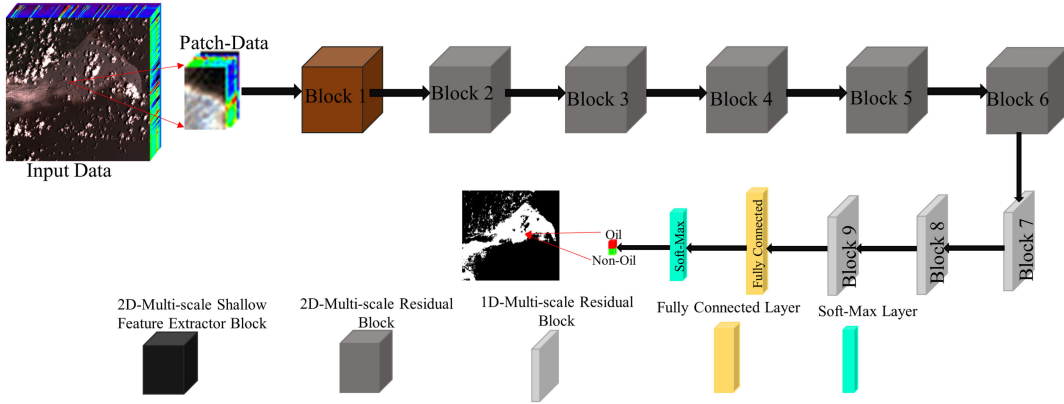 Patch-Data
Input Data
Block 1
Block 2
Block 3
Block 4
Block 5
Block 6
Block 7
Block 8
Block 9
Fully Connected
Soft-Max
Oil
Non-Oil
2D-Multi-scale Shallow
Feature Extractor Block
2D-Multi-scale Residual
Block
1D-Multi-scale Residual
Block
Fully Connected Layer
Soft-Max Layer